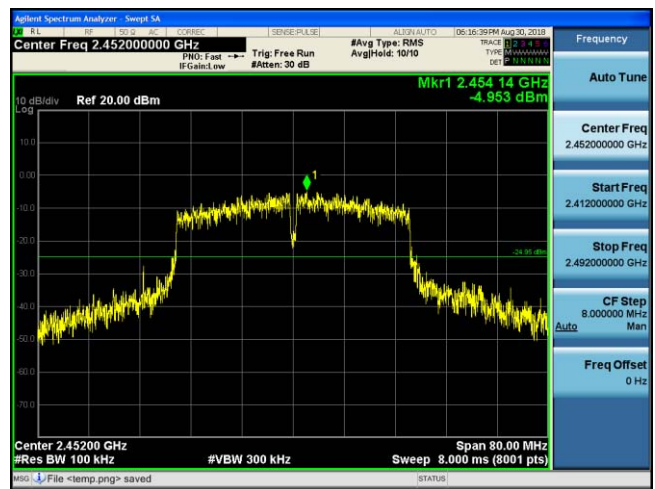 Agilent Spectrum Analyzer - Swept SA
RL RF 50 Ω AC CORREC SENSE:PULSE ALIGN AUTO 06:16:39 PM Aug 30, 2018
Center Freq 2.452000000 GHz
PNO: Fast Trig: Free Run
IFGain:Low #Atten: 30 dB
#Avg Type: RMS
Avg|Hold: 10/10
TRACE 1 2 3 4 5 6
TYPE
DET P N N N N N
Mkr1 2.454 14 GHz
-4.953 dBm
10 dB/div Ref 20.00 dBm
Log
10.0
0.00
1
-10.0
-20.0
-24.95 dBm
-30.0
-40.0
-50.0
-60.0
-70.0
Center 2.45200 GHz Span 80.00 MHz
#Res BW 100 kHz #VBW 300 kHz Sweep 8.000 ms (8001 pts)
MSG File <temp.png> saved STATUS
Frequency
Auto Tune
Center Freq
2.452000000 GHz
Start Freq
2.412000000 GHz
Stop Freq
2.492000000 GHz
CF Step
8.000000 MHz
Auto Man
Freq Offset
0 Hz